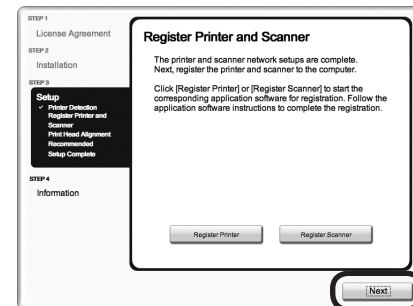 STEP 1
License Agreement
STEP 2
Installation
STEP 3
Setup
✓ Printer Detection
Register Printer and
Scanner
Print Head Alignment
Recommended
Setup Complete
STEP 4
Information
Register Printer and Scanner
The printer and scanner network setups are complete.
Next, register the printer and scanner to the computer.
Click [Register Printer] or [Register Scanner] to start the
corresponding application software for registration. Follow the
application software instructions to complete the registration.
Register Printer
Register Scanner
Next